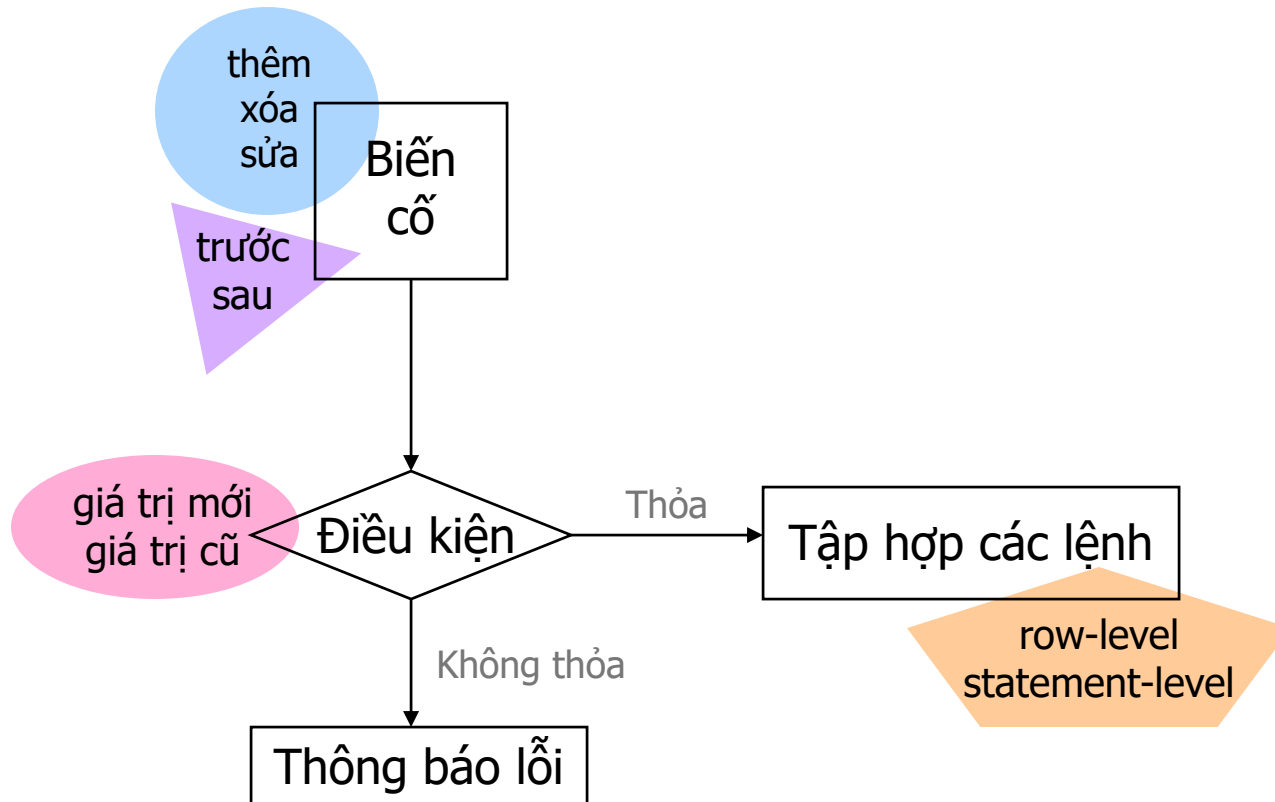 thêm
xóa
sửa
Biến
cố
trước
sau
giá trị mới
giá trị cũ
Điều kiện
Thỏa
Tập hợp các lệnh
row-level
statement-level
Không thỏa
Thông báo lỗi